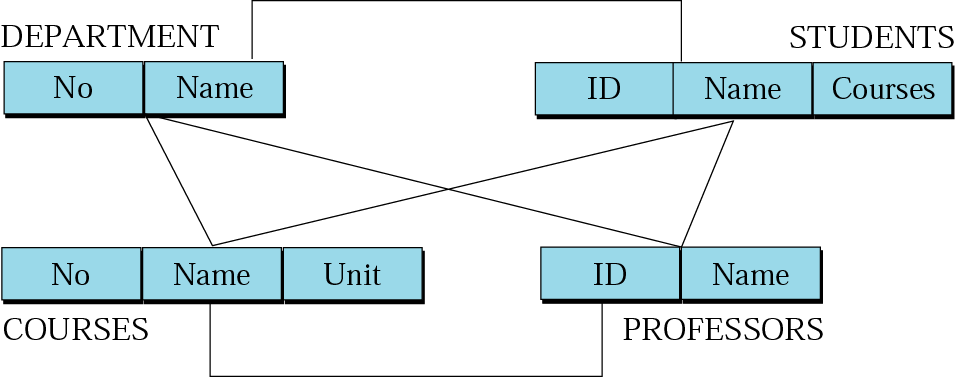 DEPARTMENT
No Name
STUDENTS
ID Name Courses
No Name Unit
COURSES
ID Name
PROFESSORS